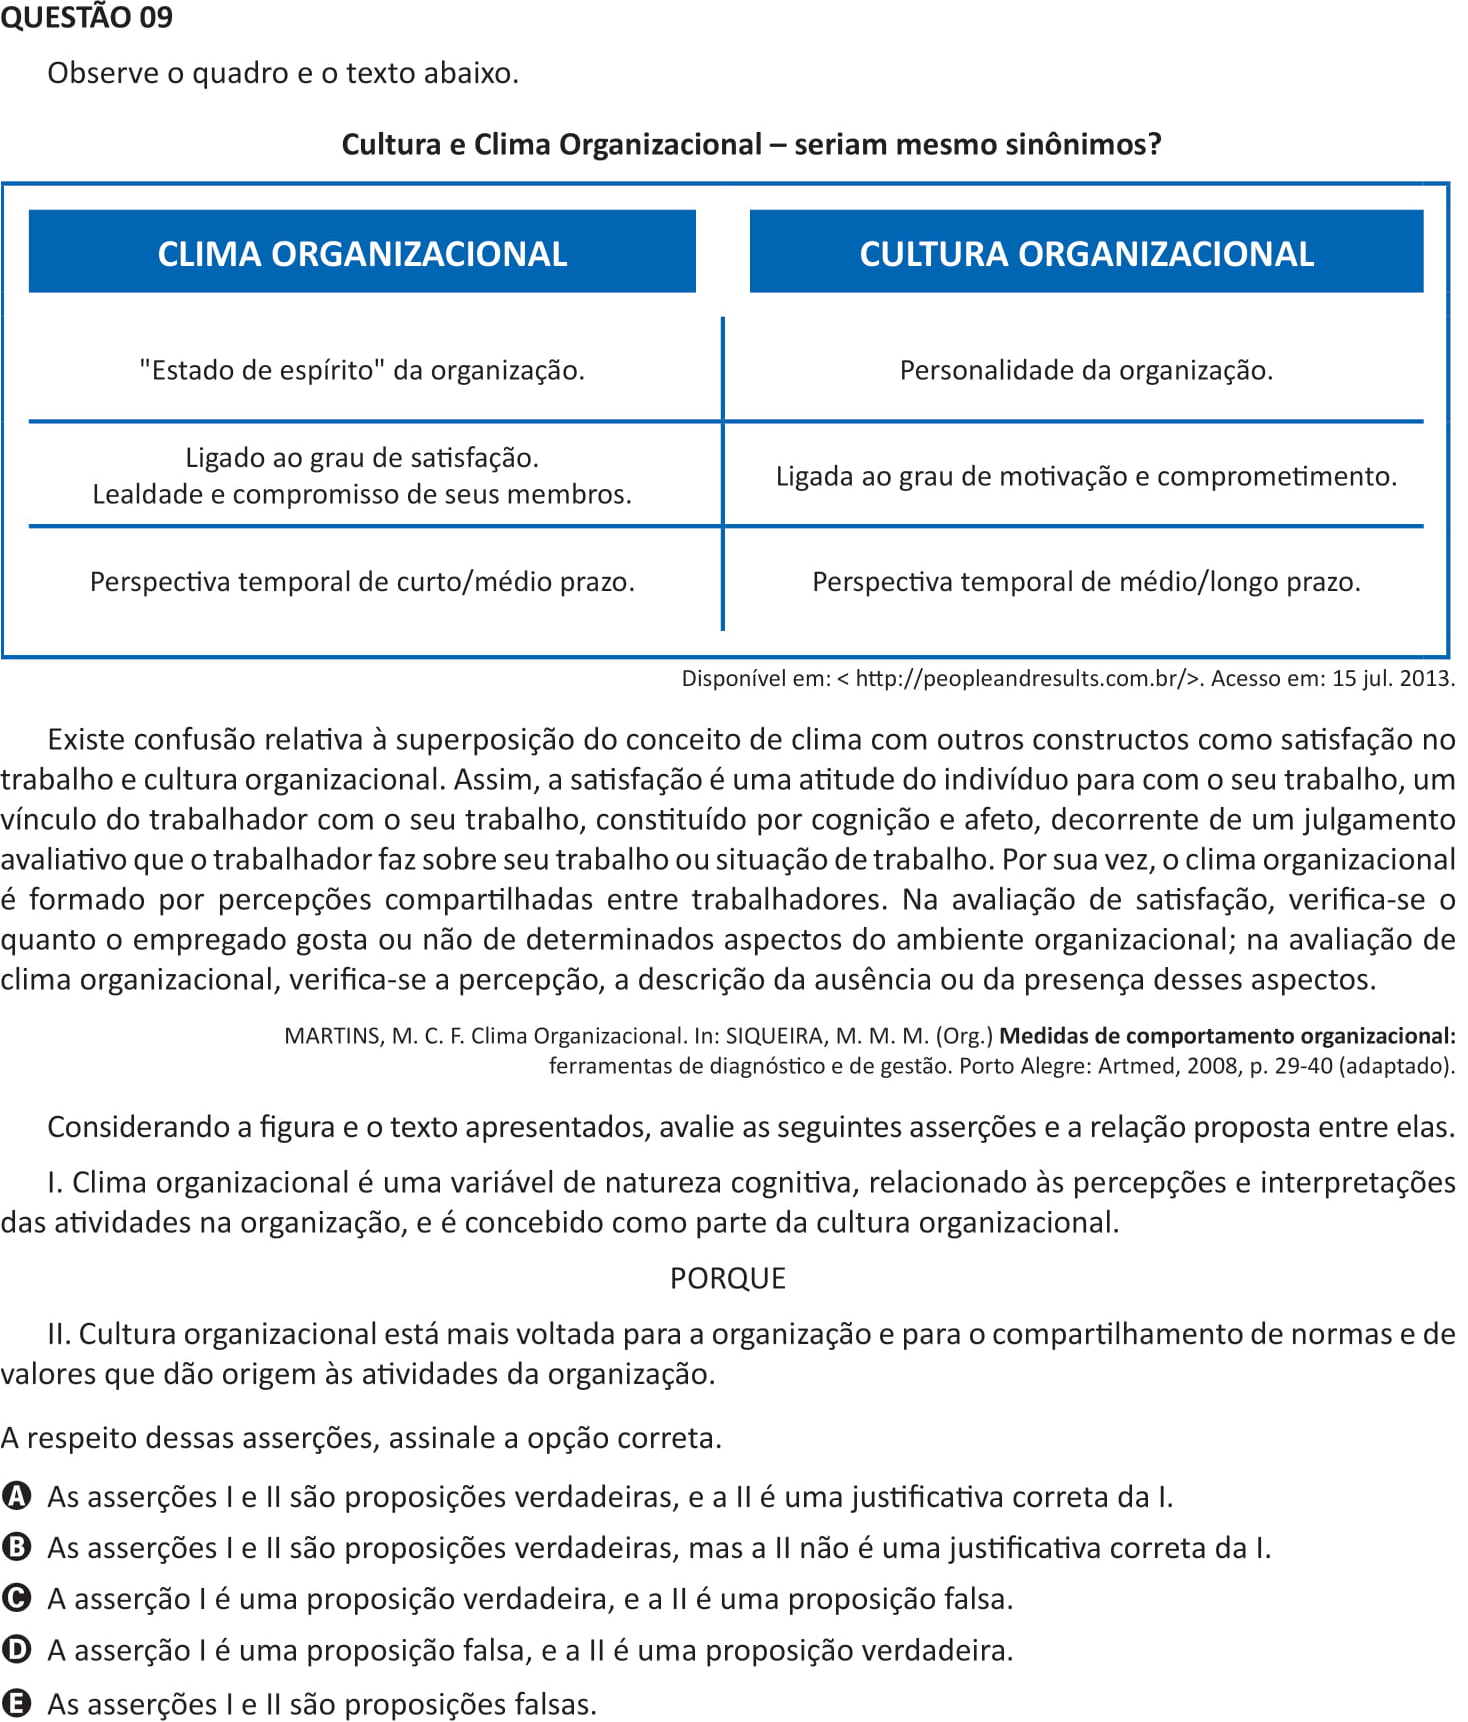 QUESTÃO 09
Observe o quadro e o texto abaixo.
Cultura e Clima Organizacional – seriam mesmo sinônimos?
CLIMA ORGANIZACIONAL
CULTURA ORGANIZACIONAL
"Estado de espírito" da organização.
Personalidade da organização.
Ligado ao grau de satisfação.
Lealdade e compromisso de seus membros.
Ligada ao grau de motivação e comprometimento.
Perspectiva temporal de curto/médio prazo.
Perspectiva temporal de médio/longo prazo.
Disponível em: < http://peopleandresults.com.br/>. Acesso em: 15 jul. 2013.
Existe confusão relativa à superposição do conceito de clima com outros constructos como satisfação no
trabalho e cultura organizacional. Assim, a satisfação é uma atitude do indivíduo para com o seu trabalho, um
vínculo do trabalhador com o seu trabalho, constituído por cognição e afeto, decorrente de um julgamento
avaliativo que o trabalhador faz sobre seu trabalho ou situação de trabalho. Por sua vez, o clima organizacional
é formado por percepções compartilhadas entre trabalhadores. Na avaliação de satisfação, verifica-se o
quanto o empregado gosta ou não de determinados aspectos do ambiente organizacional; na avaliação de
clima organizacional, verifica-se a percepção, a descrição da ausência ou da presença desses aspectos.
MARTINS, M. C. F. Clima Organizacional. In: SIQUEIRA, M. M. M. (Org.) Medidas de comportamento organizacional:
ferramentas de diagnóstico e de gestão. Porto Alegre: Artmed, 2008, p. 29-40 (adaptado).
Considerando a figura e o texto apresentados, avalie as seguintes asserções e a relação proposta entre elas.
I. Clima organizacional é uma variável de natureza cognitiva, relacionado às percepções e interpretações
das atividades na organização, e é concebido como parte da cultura organizacional.
PORQUE
II. Cultura organizacional está mais voltada para a organização e para o compartilhamento de normas e de
valores que dão origem às atividades da organização.
A respeito dessas asserções, assinale a opção correta.
A As asserções I e II são proposições verdadeiras, e a II é uma justificativa correta da I.
B As asserções I e II são proposições verdadeiras, mas a II não é uma justificativa correta da I.
C A asserção I é uma proposição verdadeira, e a II é uma proposição falsa.
D A asserção I é uma proposição falsa, e a II é uma proposição verdadeira.
E As asserções I e II são proposições falsas.